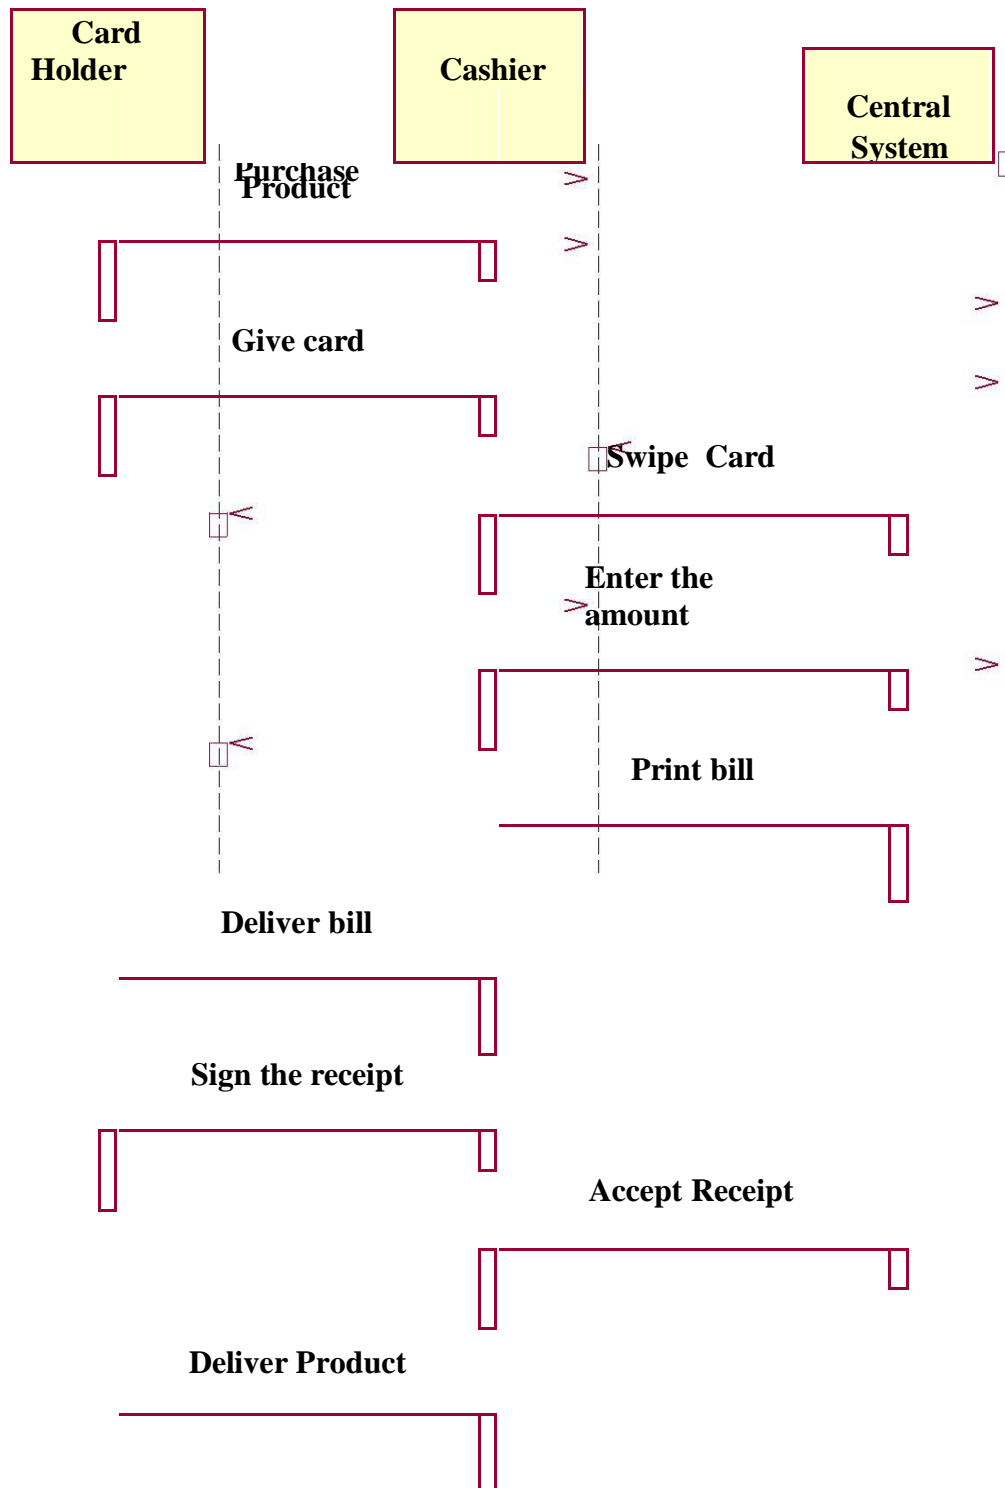 Card
Holder
Cashier
Central
System
Purchase
Product
Give card
Swipe Card
Enter the
amount
Print bill
Deliver bill
Sign the receipt
Accept Receipt
Deliver Product